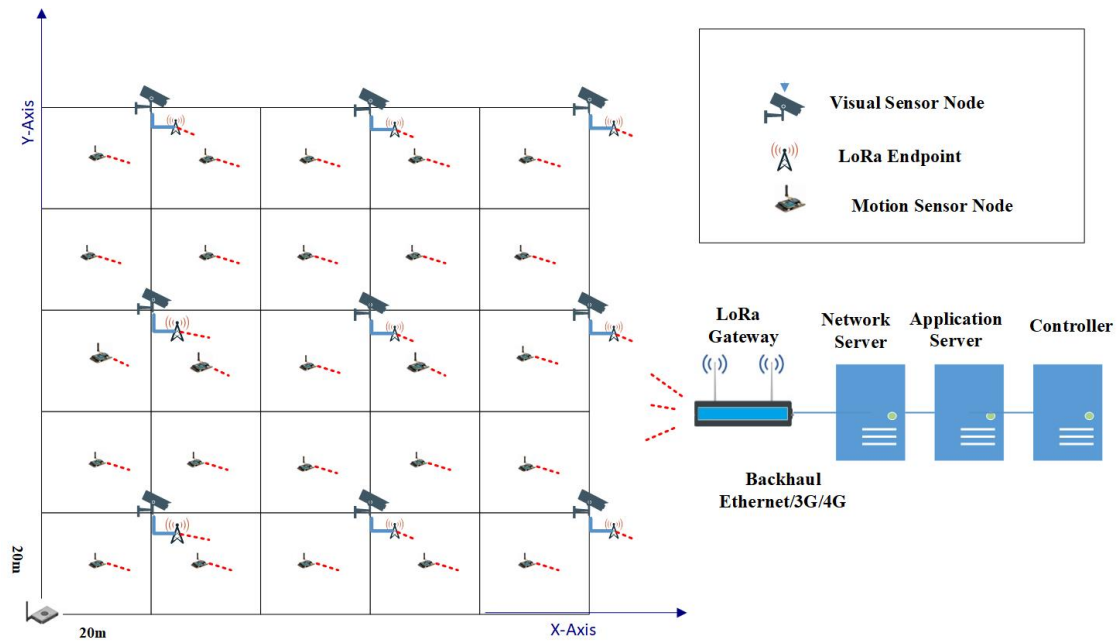 Y-Axis
Visual Sensor Node
LoRa Endpoint
Motion Sensor Node
LoRa
Gateway
Network
Server
Application
Server
Controller
Backhaul
Ethernet/3G/4G
20m
20m
X-Axis